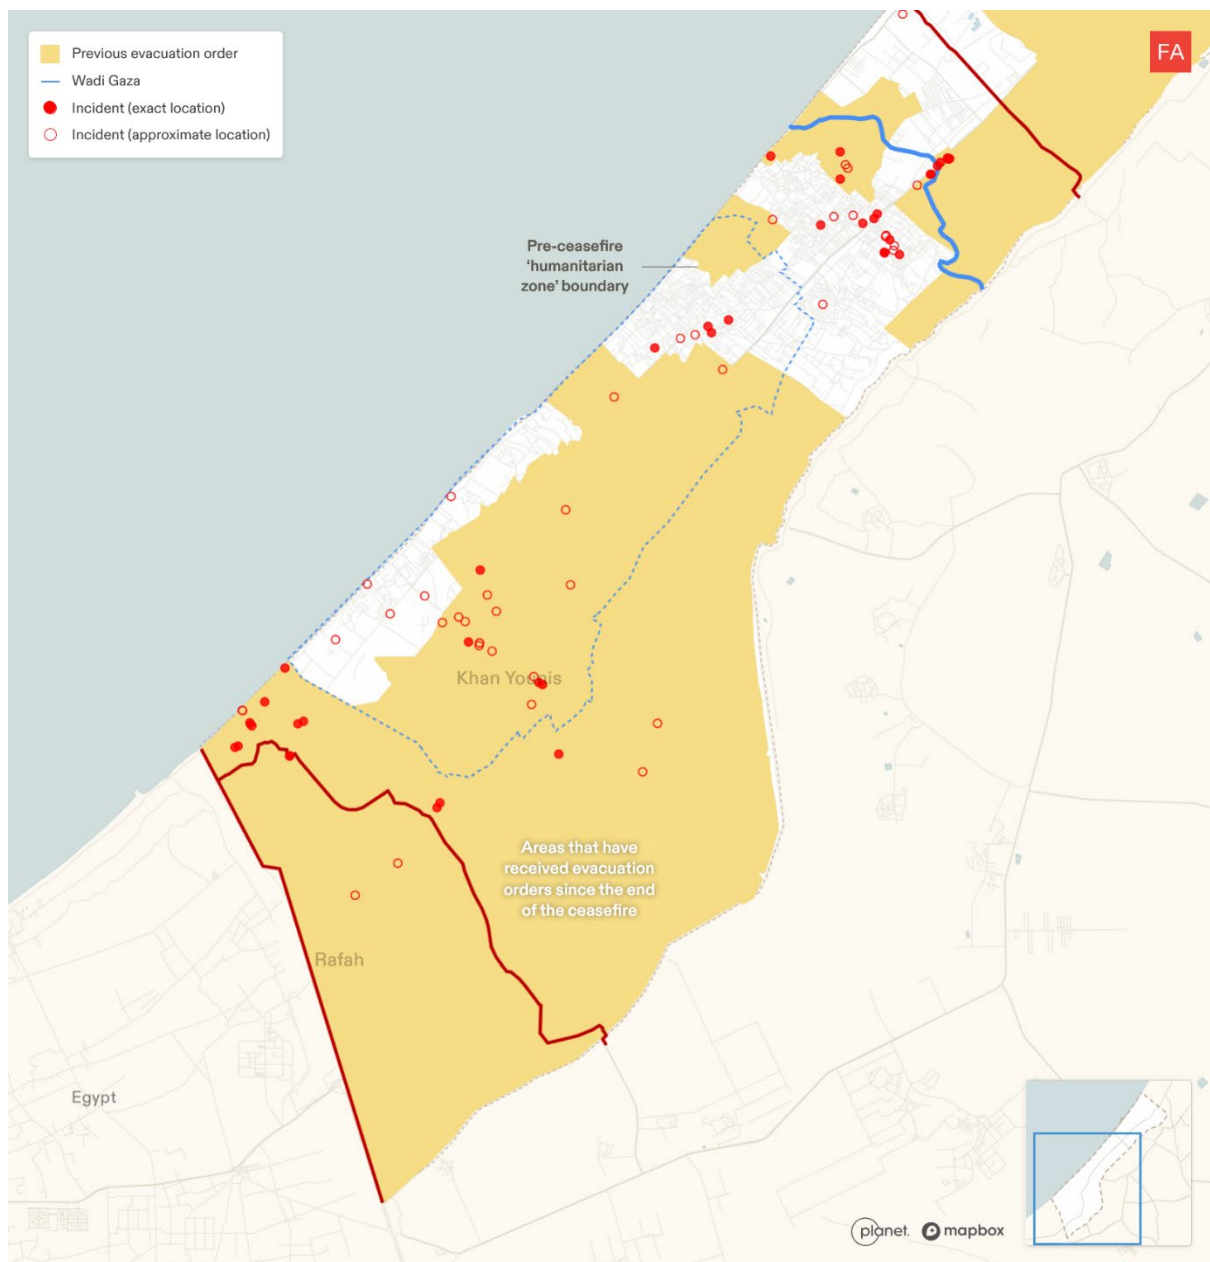 Previous evacuation order
Wadi Gaza
Incident (exact location)
Incident (approximate location)
FA
Pre-ceasefire
‘humanitarian
zone’ boundary
Khan Younis
Areas that have
received evacuation
orders since the end
of the ceasefire
Rafah
Egypt
planet. mapbox